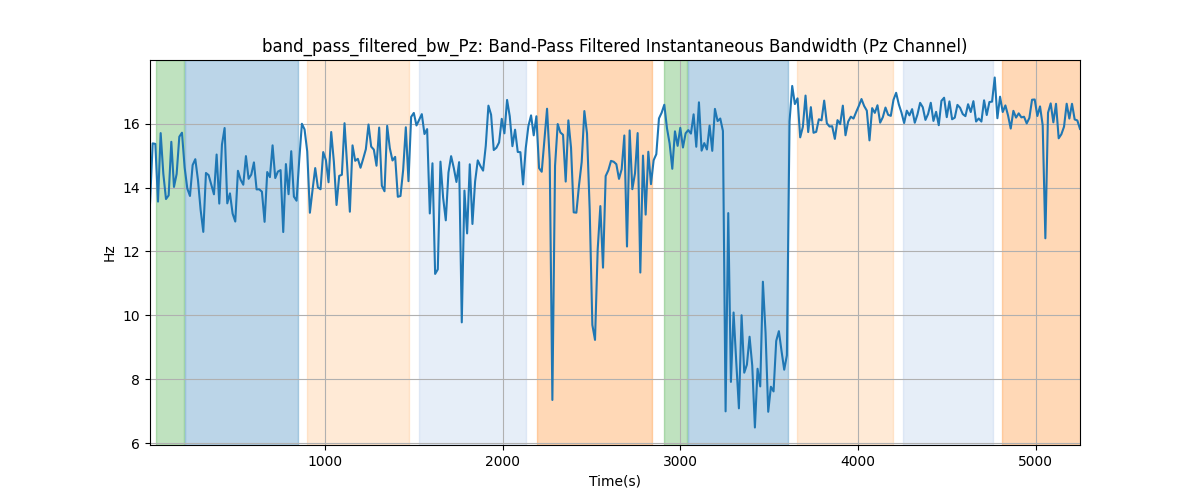 band_pass_filtered_bw_Pz: Band-Pass Filtered Instantaneous Bandwidth (Pz Channel)
16
14
12
10
8
6
Hz
1000 2000 3000 4000 5000
Time(s)